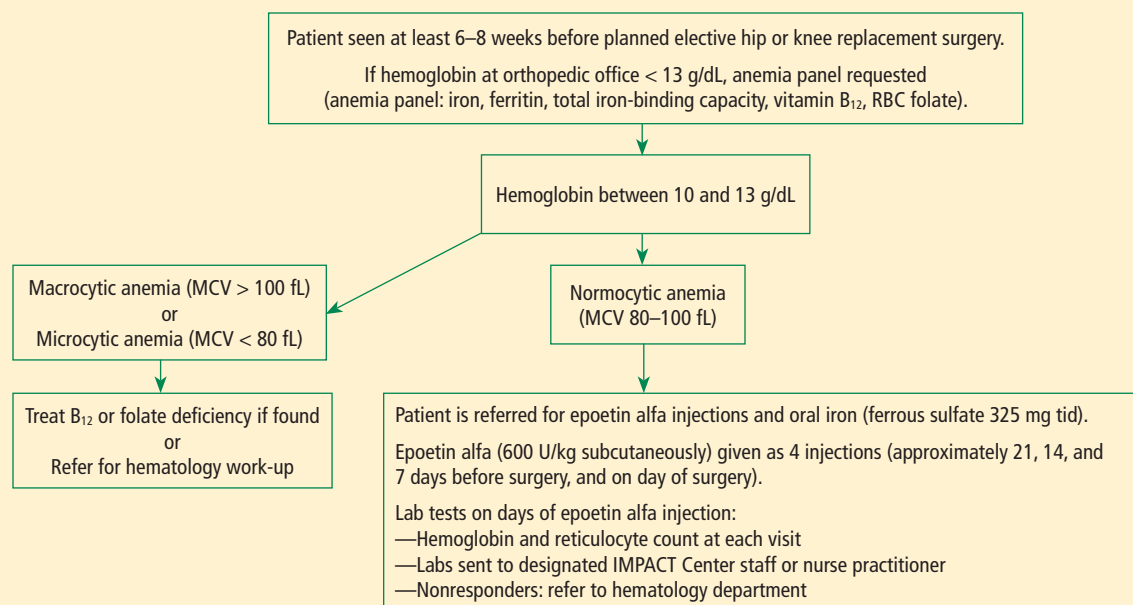 Patient seen at least 6–8 weeks before planned elective hip or knee replacement surgery.
If hemoglobin at orthopedic office < 13 g/dL, anemia panel requested
(anemia panel: iron, ferritin, total iron-binding capacity, vitamin B₁₂, RBC folate).
Hemoglobin between 10 and 13 g/dL
Macrocytic anemia (MCV > 100 fL)
or
Microcytic anemia (MCV < 80 fL)
Normocytic anemia
(MCV 80–100 fL)
Treat B₁₂ or folate deficiency if found
or
Refer for hematology work-up
Patient is referred for epoetin alfa injections and oral iron (ferrous sulfate 325 mg tid).
Epoetin alfa (600 U/kg subcutaneously) given as 4 injections (approximately 21, 14, and
7 days before surgery, and on day of surgery).
Lab tests on days of epoetin alfa injection:
—Hemoglobin and reticulocyte count at each visit
—Labs sent to designated IMPACT Center staff or nurse practitioner
—Nonresponders: refer to hematology department